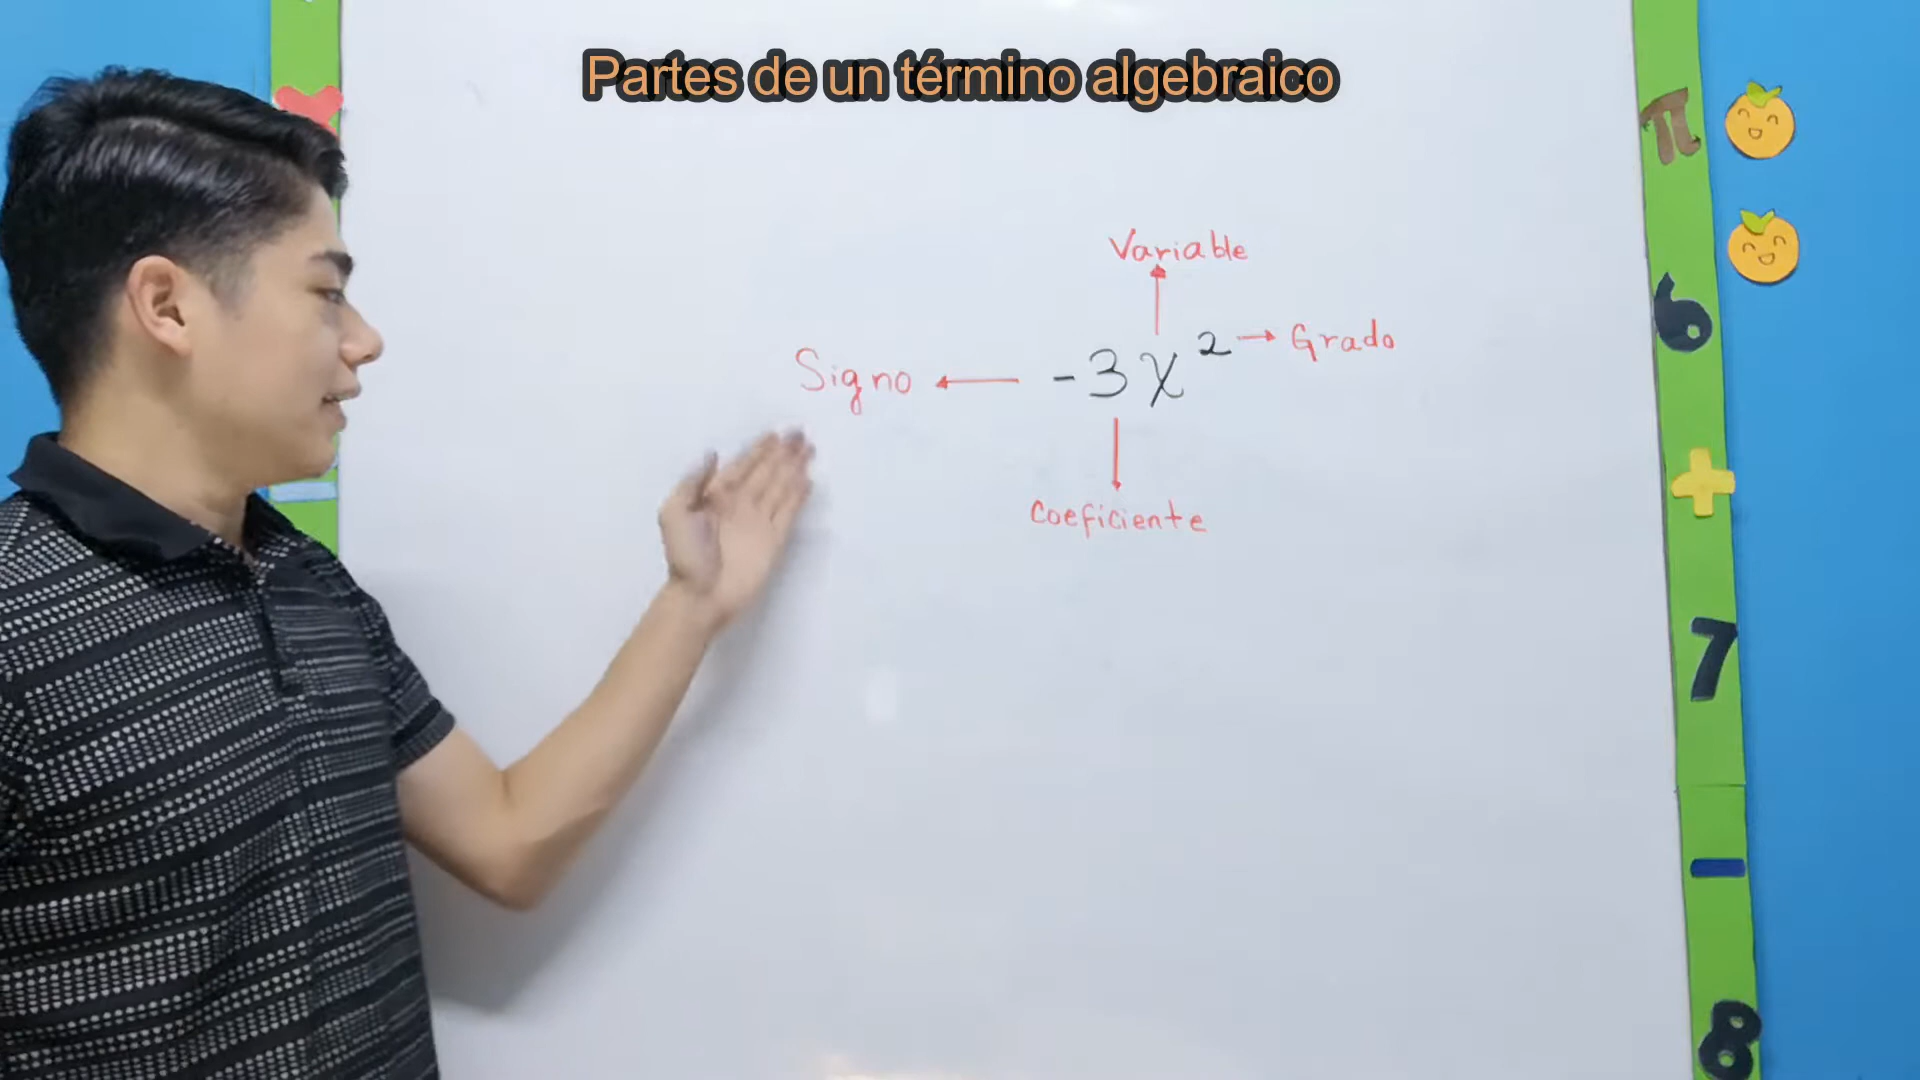 Partes de un término algebraico
Variable
Signo ← -3x² → Grado
Coeficiente
π
6
+
7
-
8